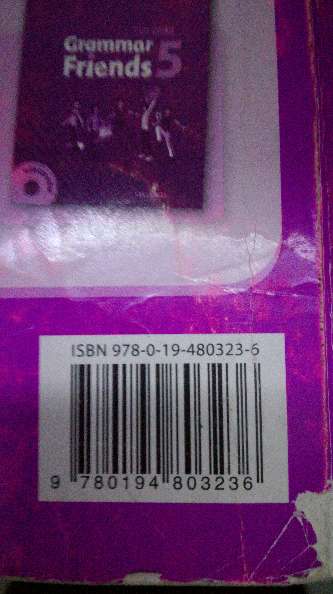 Grammar
Friends 5
ISBN 978-0-19-480323-6
9 780194 803236